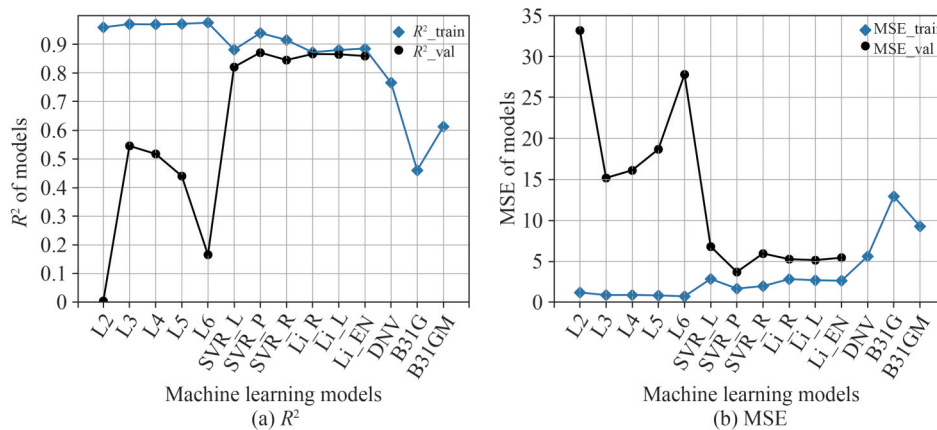 R² of models
0.9
0.8
0.7
0.6
0.5
0.4
0.3
0.2
0.1
0
R²_train
R²_val
L2
L3
L4
L5
L6
SVR_L
SVR_P
SVR_R
Li_R
Li_L
Li_EN
DNV
B31G
B31GM
Machine learning models
(a) R²
MSE of models
35
30
25
20
15
10
5
0
MSE_train
MSE_val
L2
L3
L4
L5
L6
SVR_L
SVR_P
SVR_R
Li_R
Li_L
Li_EN
DNV
B31G
B31GM
Machine learning models
(b) MSE